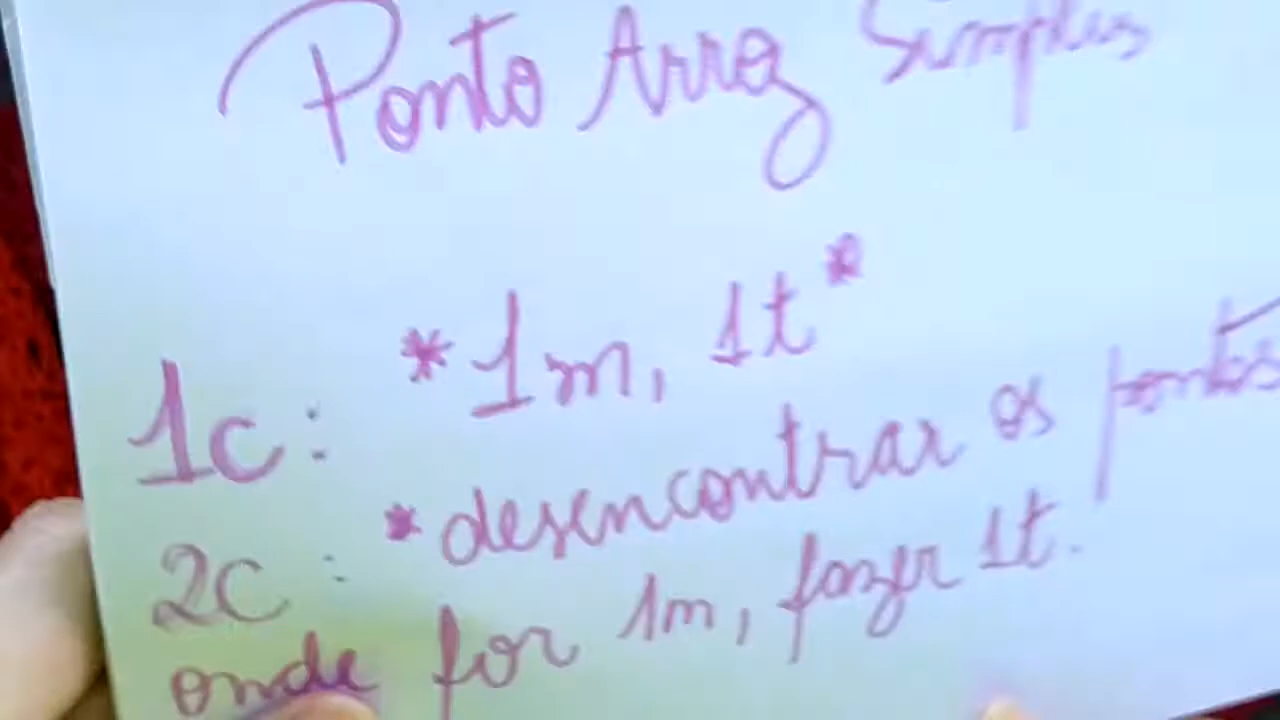 Ponto Arroz Simples
1c: *1m, 1t*
2c: *desencontrar os pontos
onde for 1m, fazer 1t.